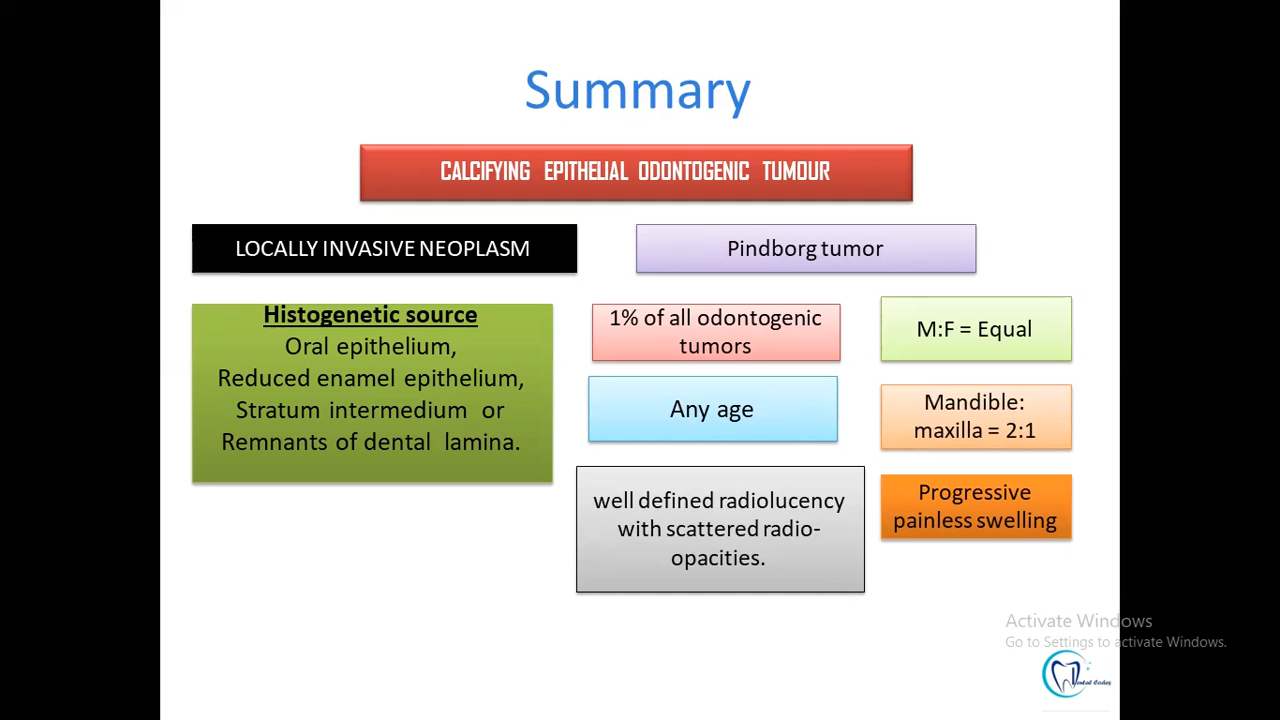 Summary
CALCIFYING EPITHELIAL ODONTOGENIC TUMOUR
LOCALLY INVASIVE NEOPLASM
Pindborg tumor
Histogenetic source
Oral epithelium,
Reduced enamel epithelium,
Stratum intermedium or
Remnants of dental lamina.
1% of all odontogenic
tumors
M:F = Equal
Any age
Mandible:
maxilla = 2:1
well defined radiolucency
with scattered radio-
opacities.
Progressive
painless swelling
Activate Windows
Go to Settings to activate Windows.
Dental Codes